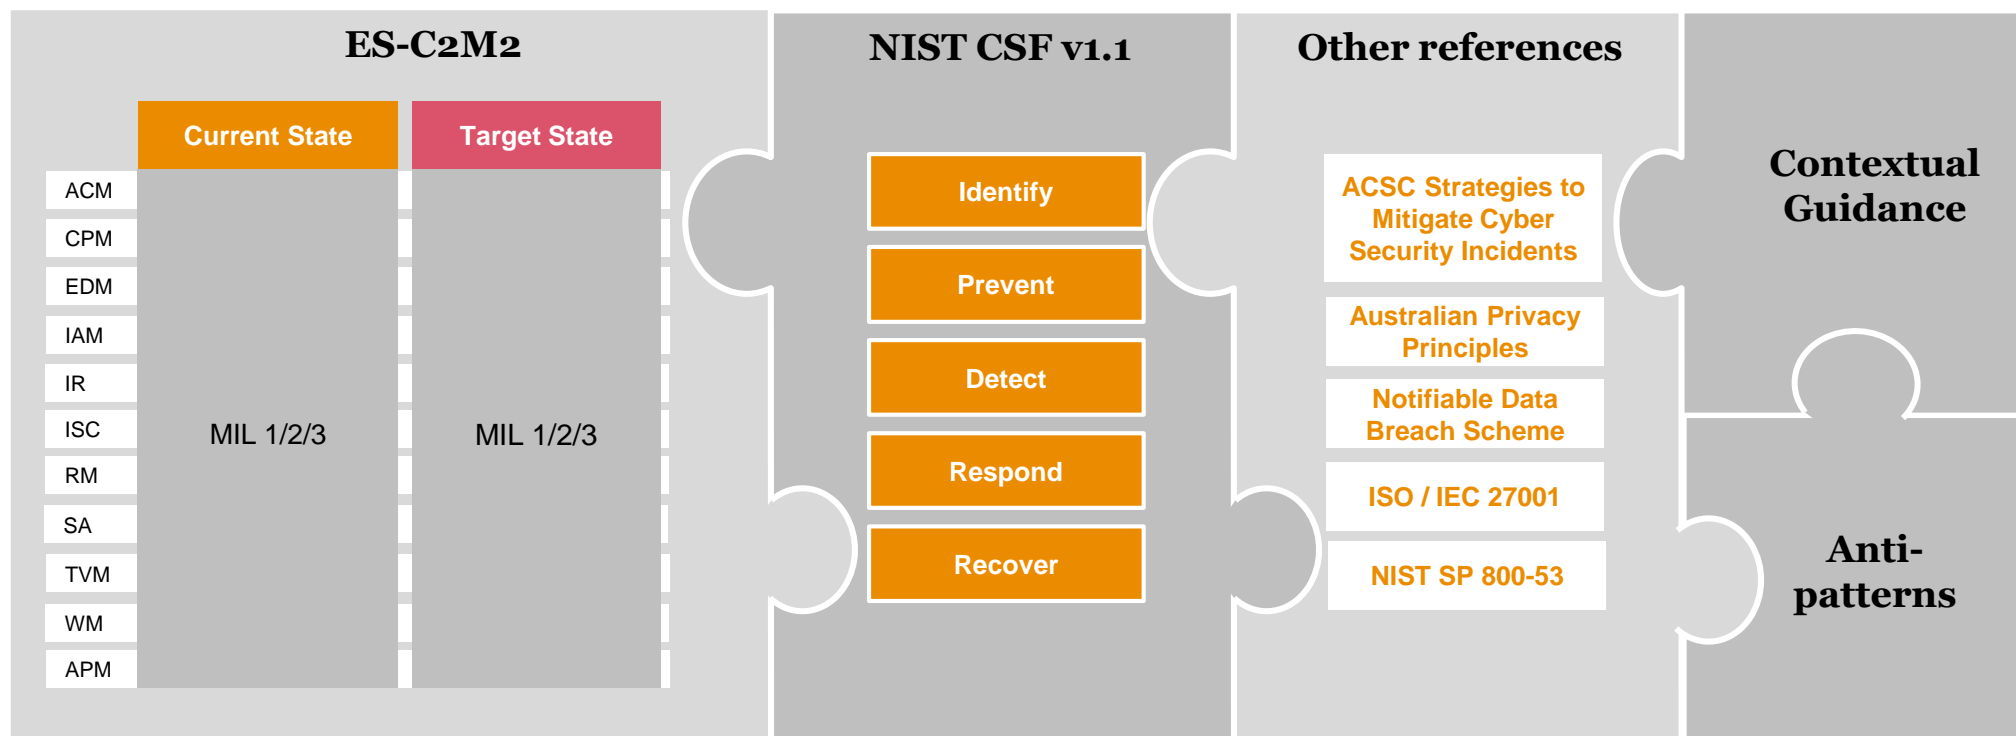 ES-C2M2
Current State
Target State
ACM
CPM
EDM
IAM
IR
ISC
RM
SA
TVM
WM
APM
MIL 1/2/3
MIL 1/2/3
NIST CSF v1.1
Identify
Prevent
Detect
Respond
Recover
Other references
ACSC Strategies to
Mitigate Cyber
Security Incidents
Australian Privacy
Principles
Notifiable Data
Breach Scheme
ISO / IEC 27001
NIST SP 800-53
Contextual
Guidance
Anti-
patterns